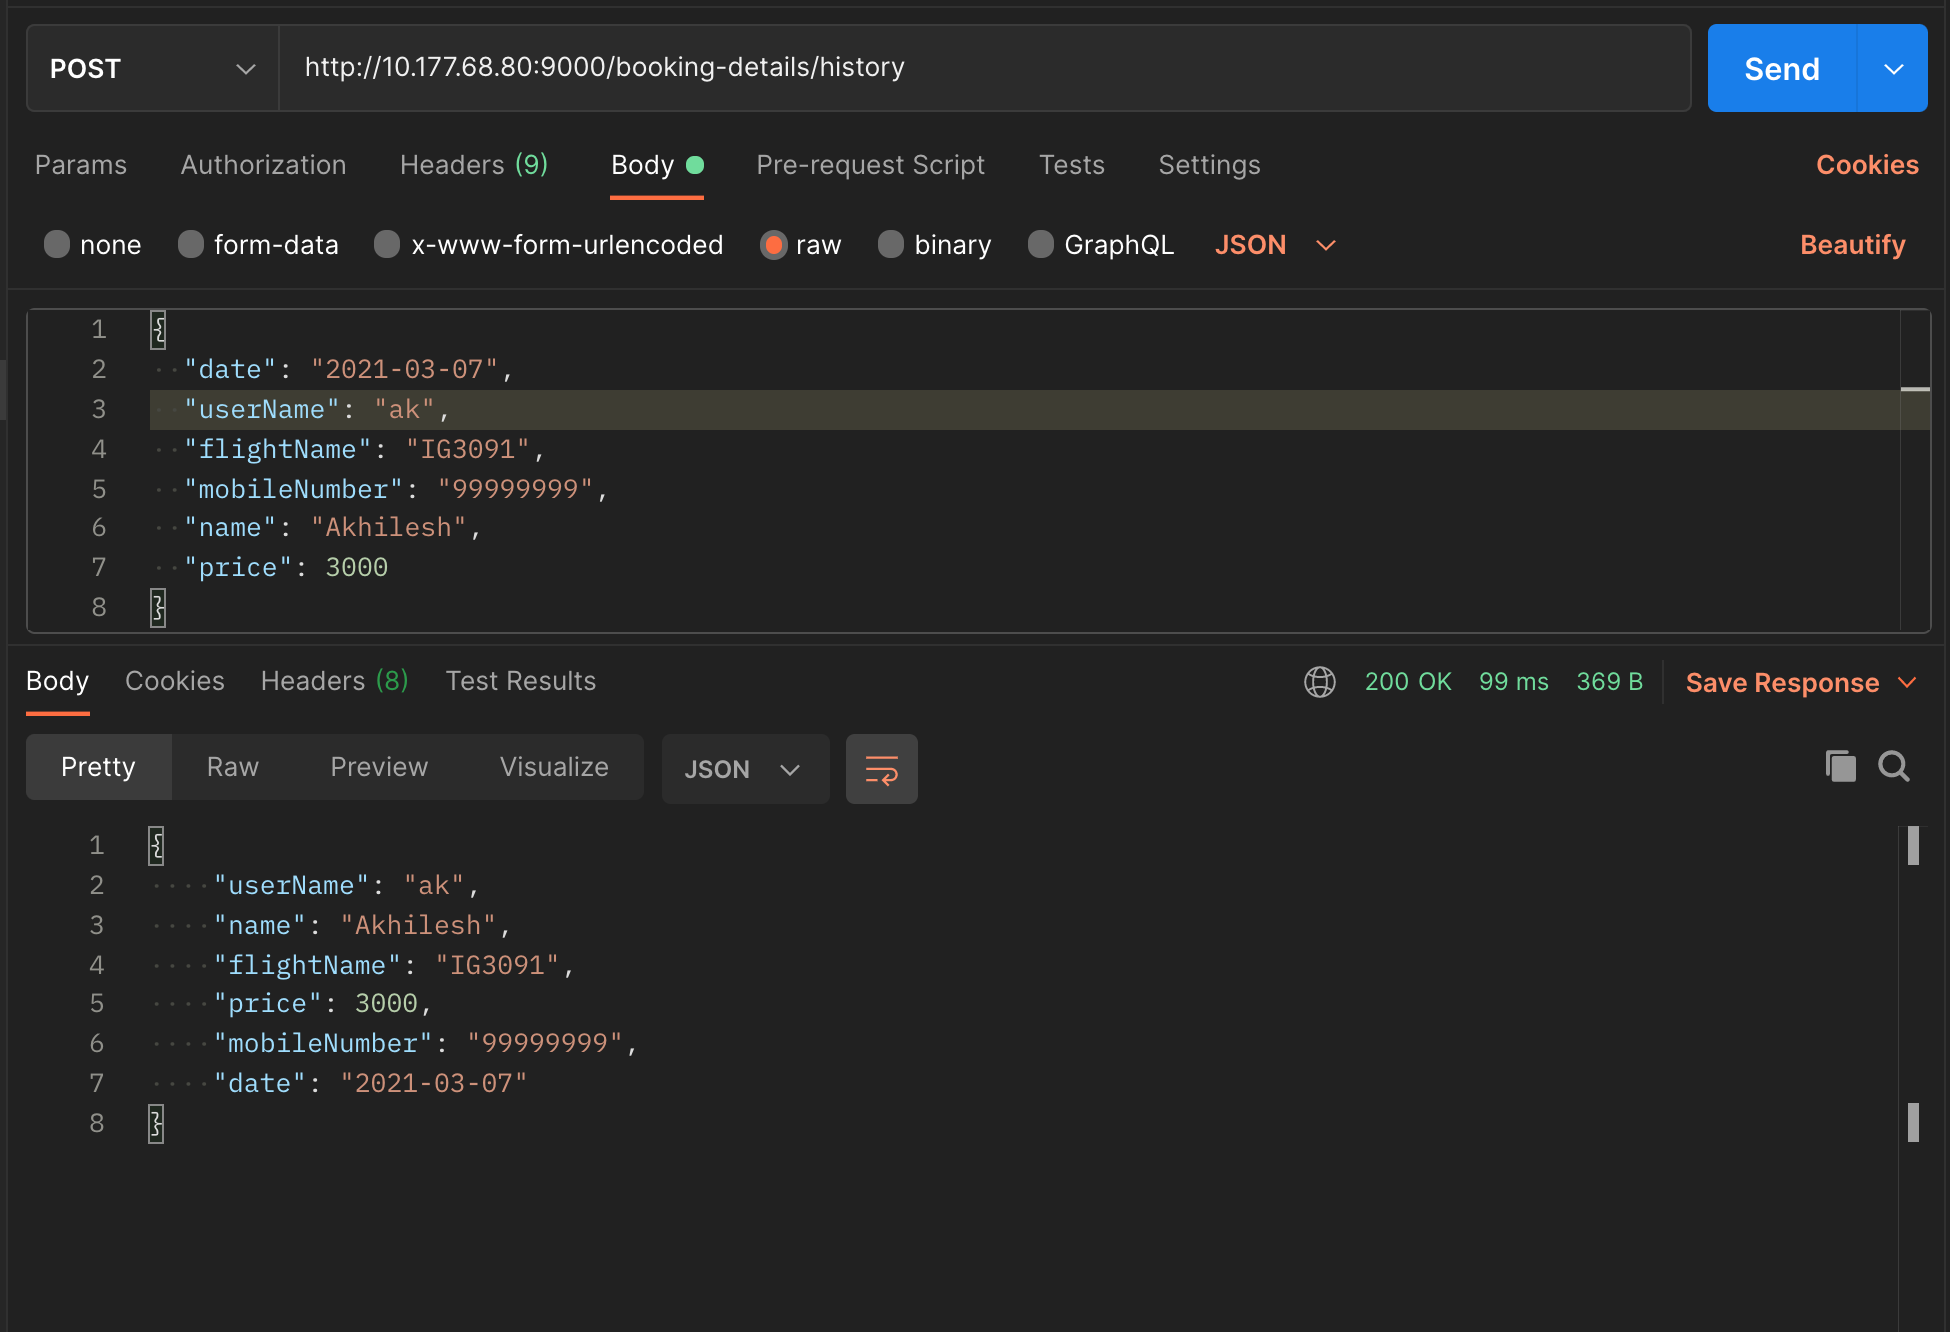 POST http://10.177.68.80:9000/booking-details/history Send
Params Authorization Headers (9) Body Pre-request Script Tests Settings Cookies
none form-data x-www-form-urlencoded raw binary GraphQL JSON Beautify
1 {
2 "date": "2021-03-07",
3 "userName": "ak",
4 "flightName": "IG3091",
5 "mobileNumber": "99999999",
6 "name": "Akhilesh",
7 "price": 3000
8 }
Body Cookies Headers (8) Test Results 200 OK 99 ms 369 B Save Response
Pretty Raw Preview Visualize JSON
1 {
2 "userName": "ak",
3 "name": "Akhilesh",
4 "flightName": "IG3091",
5 "price": 3000,
6 "mobileNumber": "99999999",
7 "date": "2021-03-07"
8 }